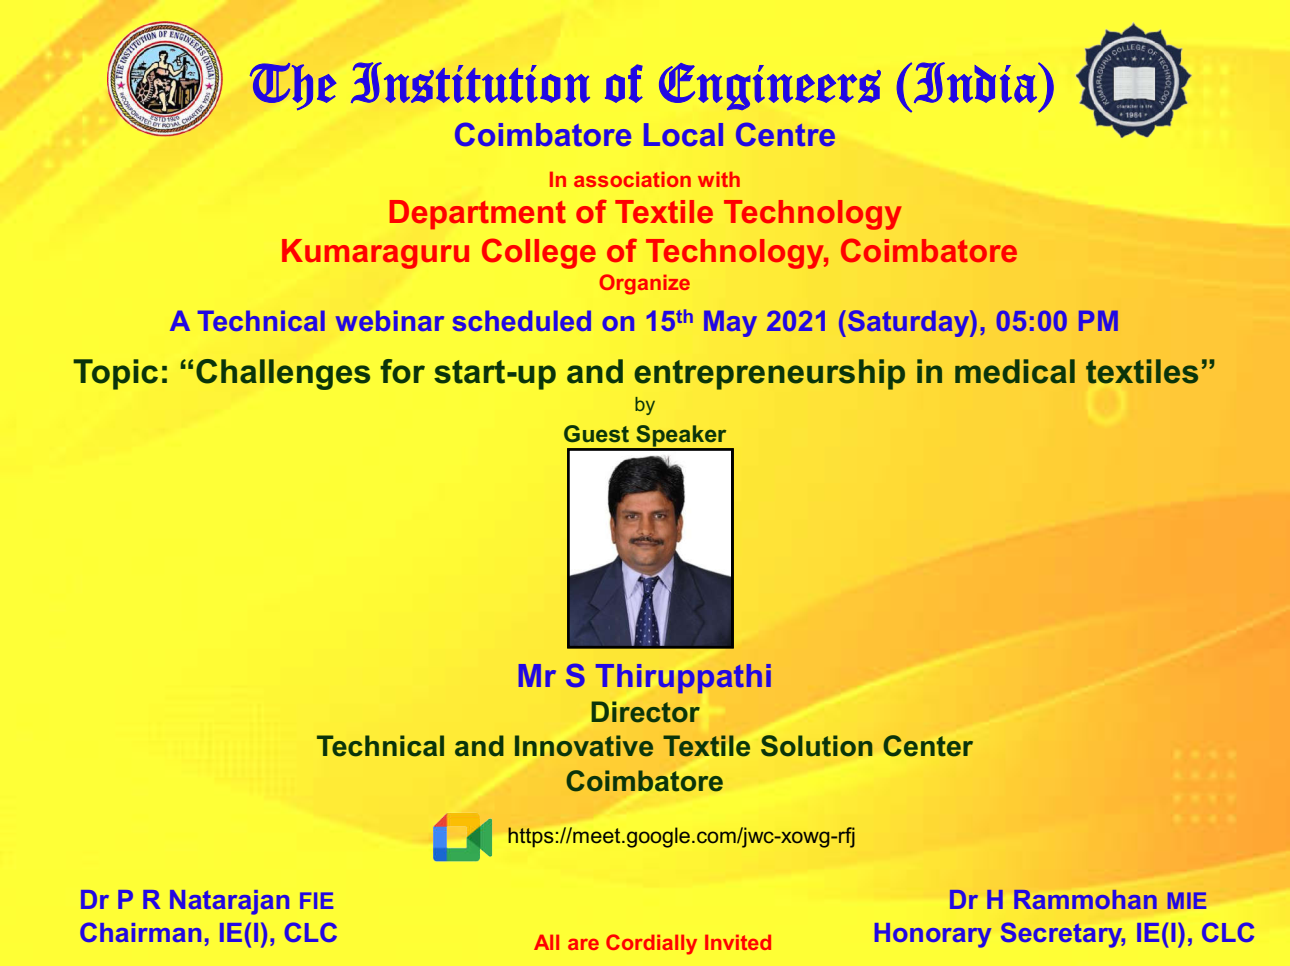 The Institution of Engineers (India)
Coimbatore Local Centre
THE INSTITUTION OF ENGINEERS (INDIA)
ESTD 1920
INCORPORATED BY ROYAL CHARTER 1935
KUMARAGURU COLLEGE OF TECHNOLOGY
character is life
1984
In association with
Department of Textile Technology
Kumaraguru College of Technology, Coimbatore
Organize
A Technical webinar scheduled on 15th May 2021 (Saturday), 05:00 PM
Topic: “Challenges for start-up and entrepreneurship in medical textiles”
by
Guest Speaker
Mr S Thiruppathi
Director
Technical and Innovative Textile Solution Center
Coimbatore
https://meet.google.com/jwc-xowg-rfj
Dr P R Natarajan FIE
Chairman, IE(I), CLC
Dr H Rammohan MIE
Honorary Secretary, IE(I), CLC
All are Cordially Invited